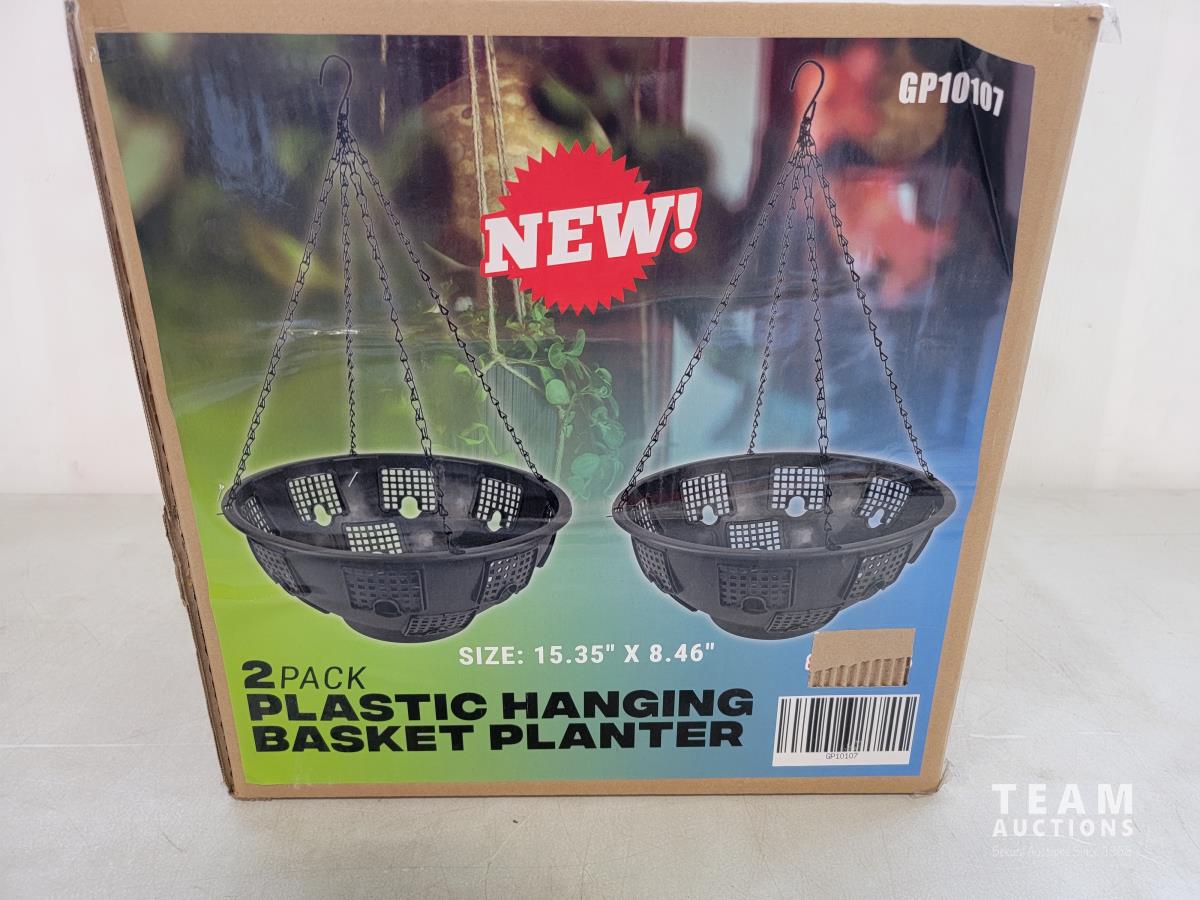 GP10107
NEW!
SIZE: 15.35" X 8.46"
2 PACK
PLASTIC HANGING
BASKET PLANTER
GP10107
TEAM
AUCTIONS